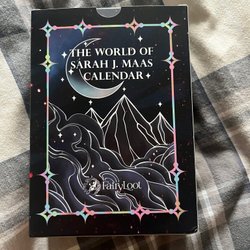 THE WORLD OF
SARAH J. MAAS
CALENDAR
FairyLoot